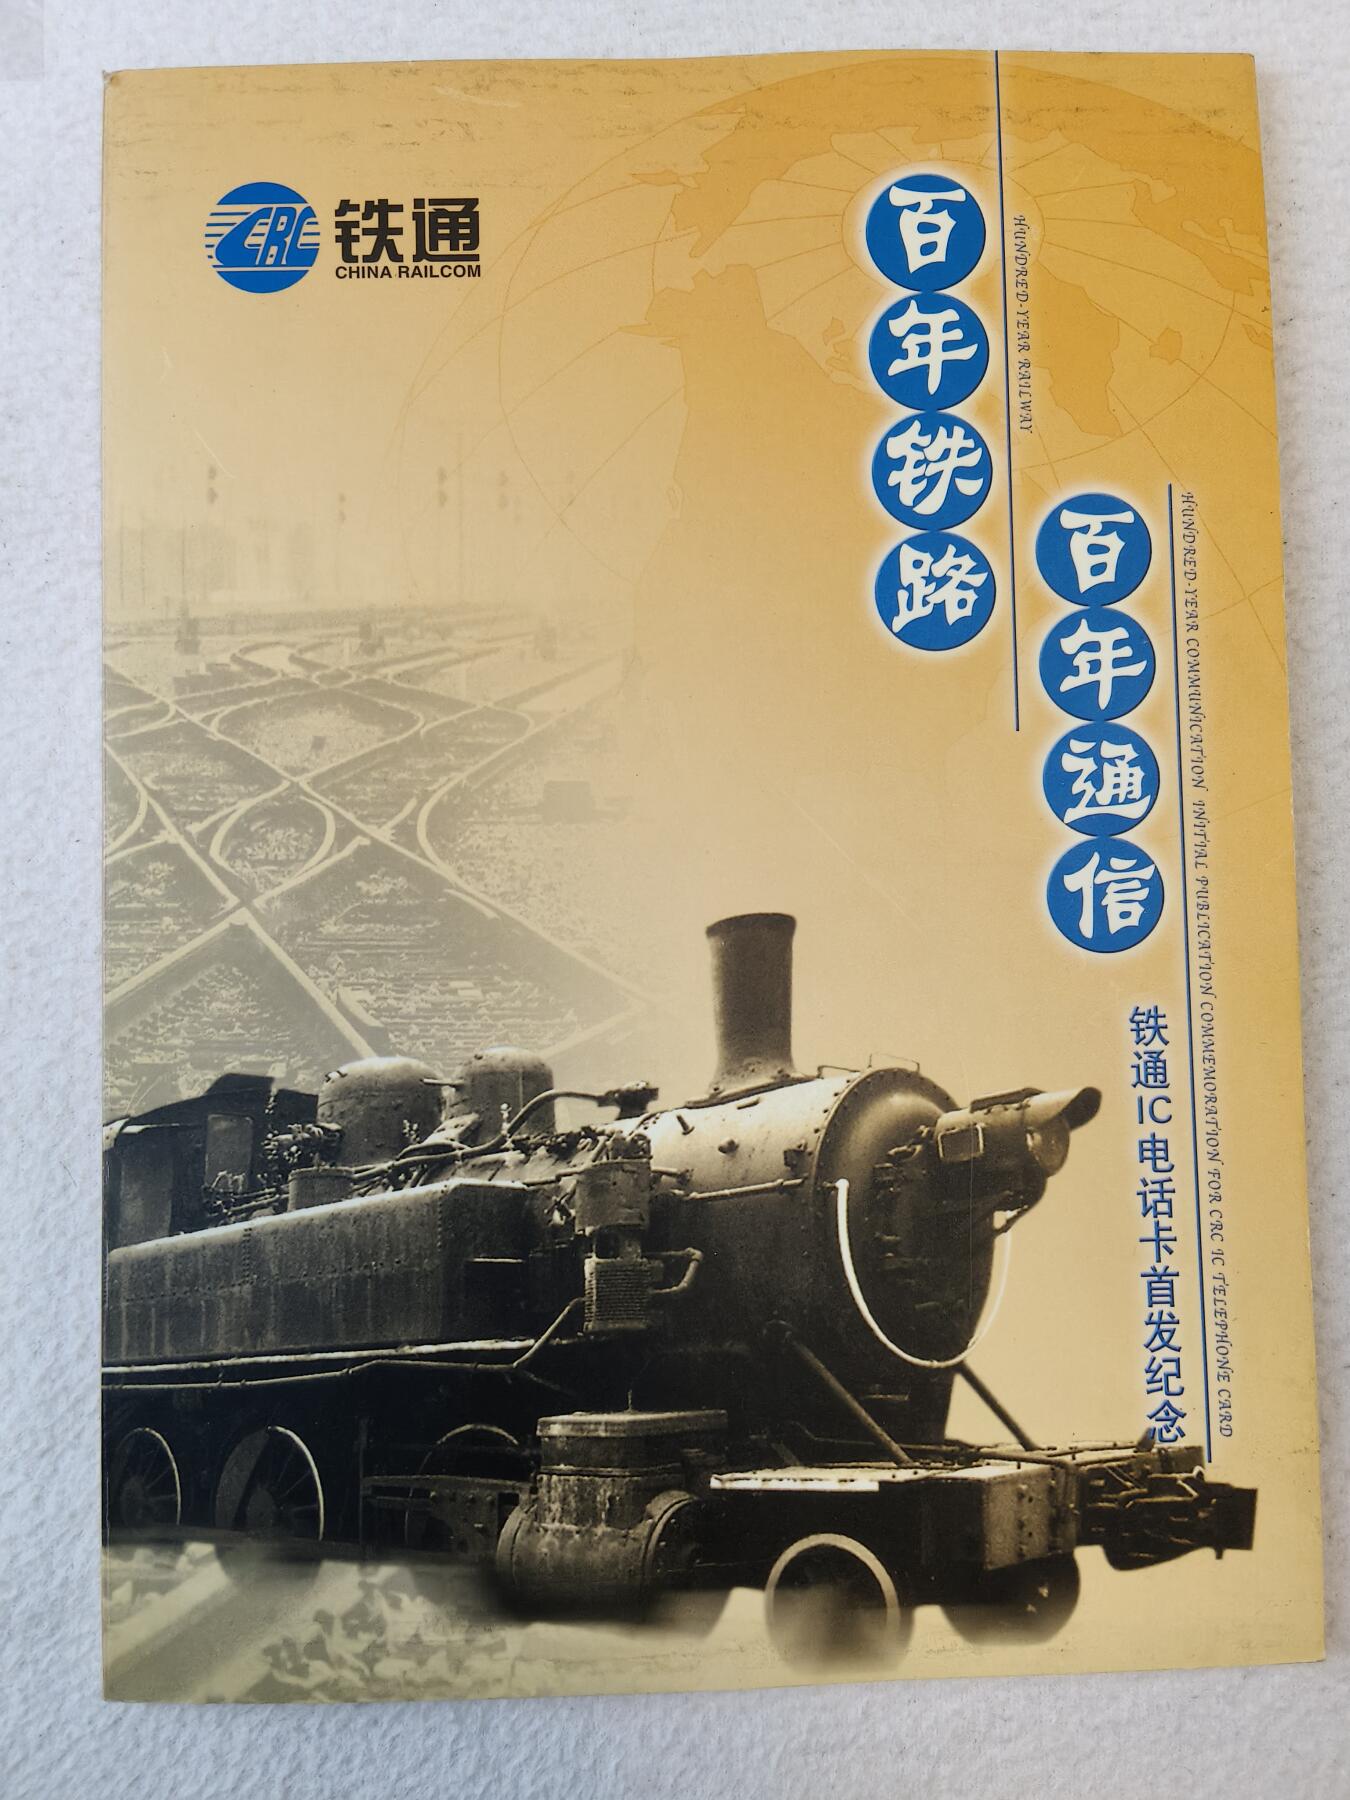 CRC
铁通
CHINA RAILCOM
百年铁路
HUNDRED-YEAR RAILWAY
百年通信
HUNDRED-YEAR COMMUNICATION INITIAL PUBLICATION COMMEMORATION FOR CRC IC TELEPHONE CARD
铁通IC电话卡首发纪念